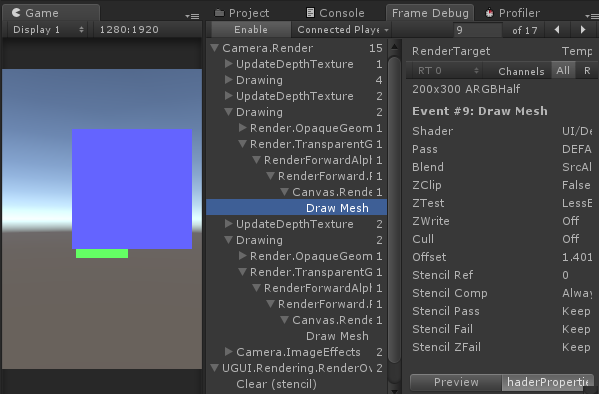 Game
Display 1 1280:1920
Project Console Frame Debug Profiler
Enable Connected Playe 9 of 17
Camera.Render 15
UpdateDepthTexture 1
Drawing 4
UpdateDepthTexture 2
Drawing 2
Render.OpaqueGeom 1
Render.TransparentG 1
RenderForwardAlph 1
RenderForward.F 1
Canvas.Rende 1
Draw Mesh
UpdateDepthTexture 2
Drawing 2
Render.OpaqueGeom 1
Render.TransparentG 1
RenderForwardAlph 1
RenderForward.F 1
Canvas.Rende 1
Draw Mesh
Camera.ImageEffects 2
UGUI.Rendering.RenderOv 2
Clear (stencil)
RenderTarget Temp
RT 0 Channels All R
200x300 ARGBHalf
Event #9: Draw Mesh
Shader UI/De
Pass DEFA
Blend SrcAl
ZClip False
ZTest LessE
ZWrite Off
Cull Off
Offset 1.401
Stencil Ref 0
Stencil Comp Alway
Stencil Pass Keep
Stencil Fail Keep
Stencil ZFail Keep
Preview haderPropertie